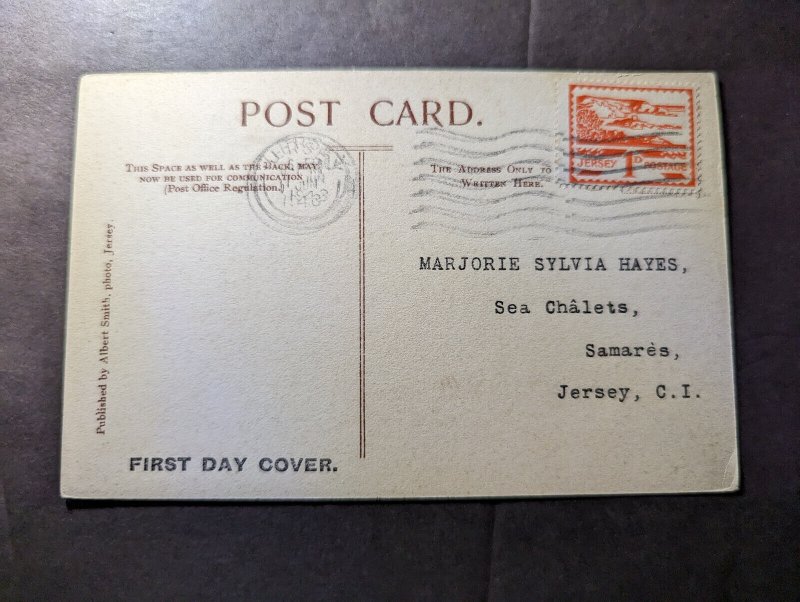 POST CARD.
THIS SPACE AS WELL AS THE BACK, MAY
NOW BE USED FOR COMMUNICATION
(Post Office Regulation.)
THE ADDRESS ONLY TO
WRITTEN HERE.
JERSEY 1D POSTAGE
MARJORIE SYLVIA HAYES,
Sea Châlets,
Samarès,
Jersey, C.I.
Published by Albert Smith, photo, Jersey.
FIRST DAY COVER.